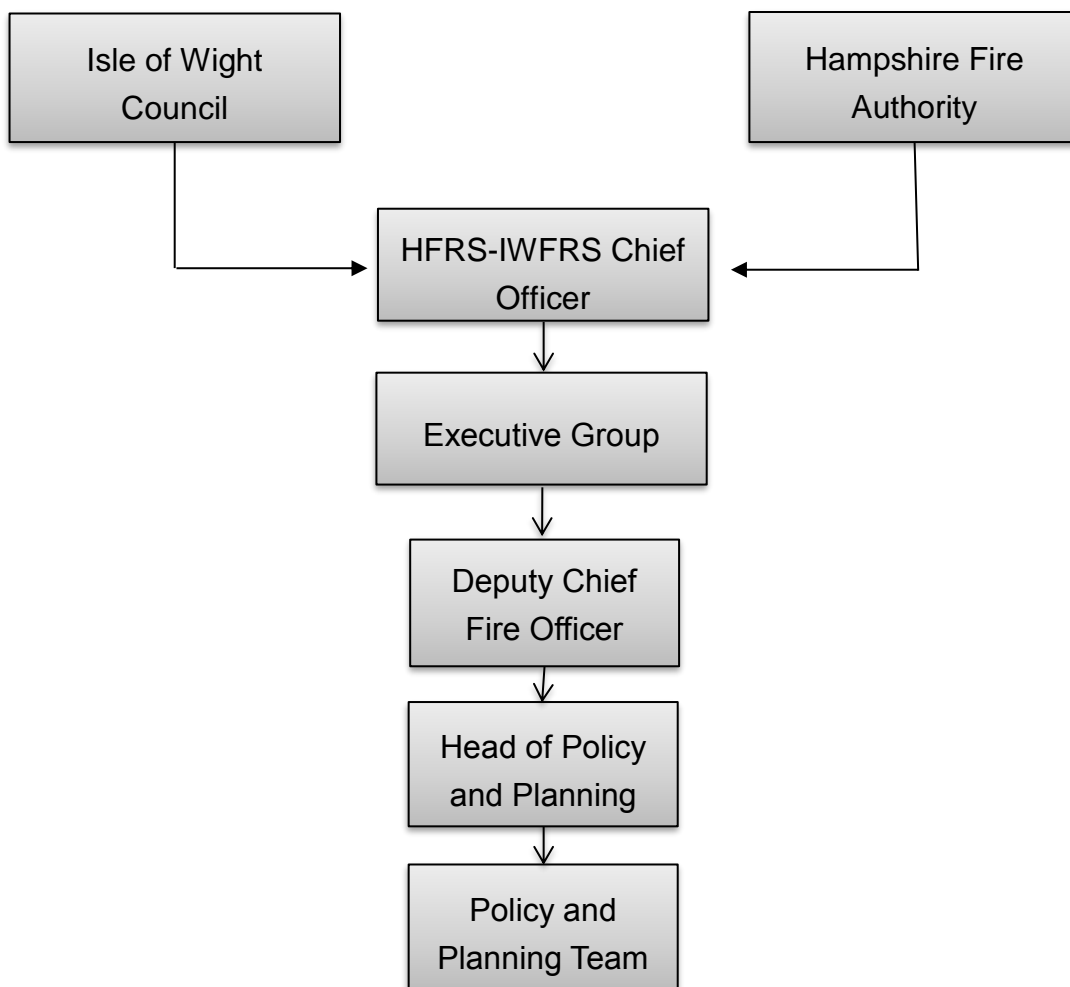 Isle of Wight
Council
Hampshire Fire
Authority
HFRS-IWFRS Chief
Officer
Executive Group
Deputy Chief
Fire Officer
Head of Policy
and Planning
Policy and
Planning Team